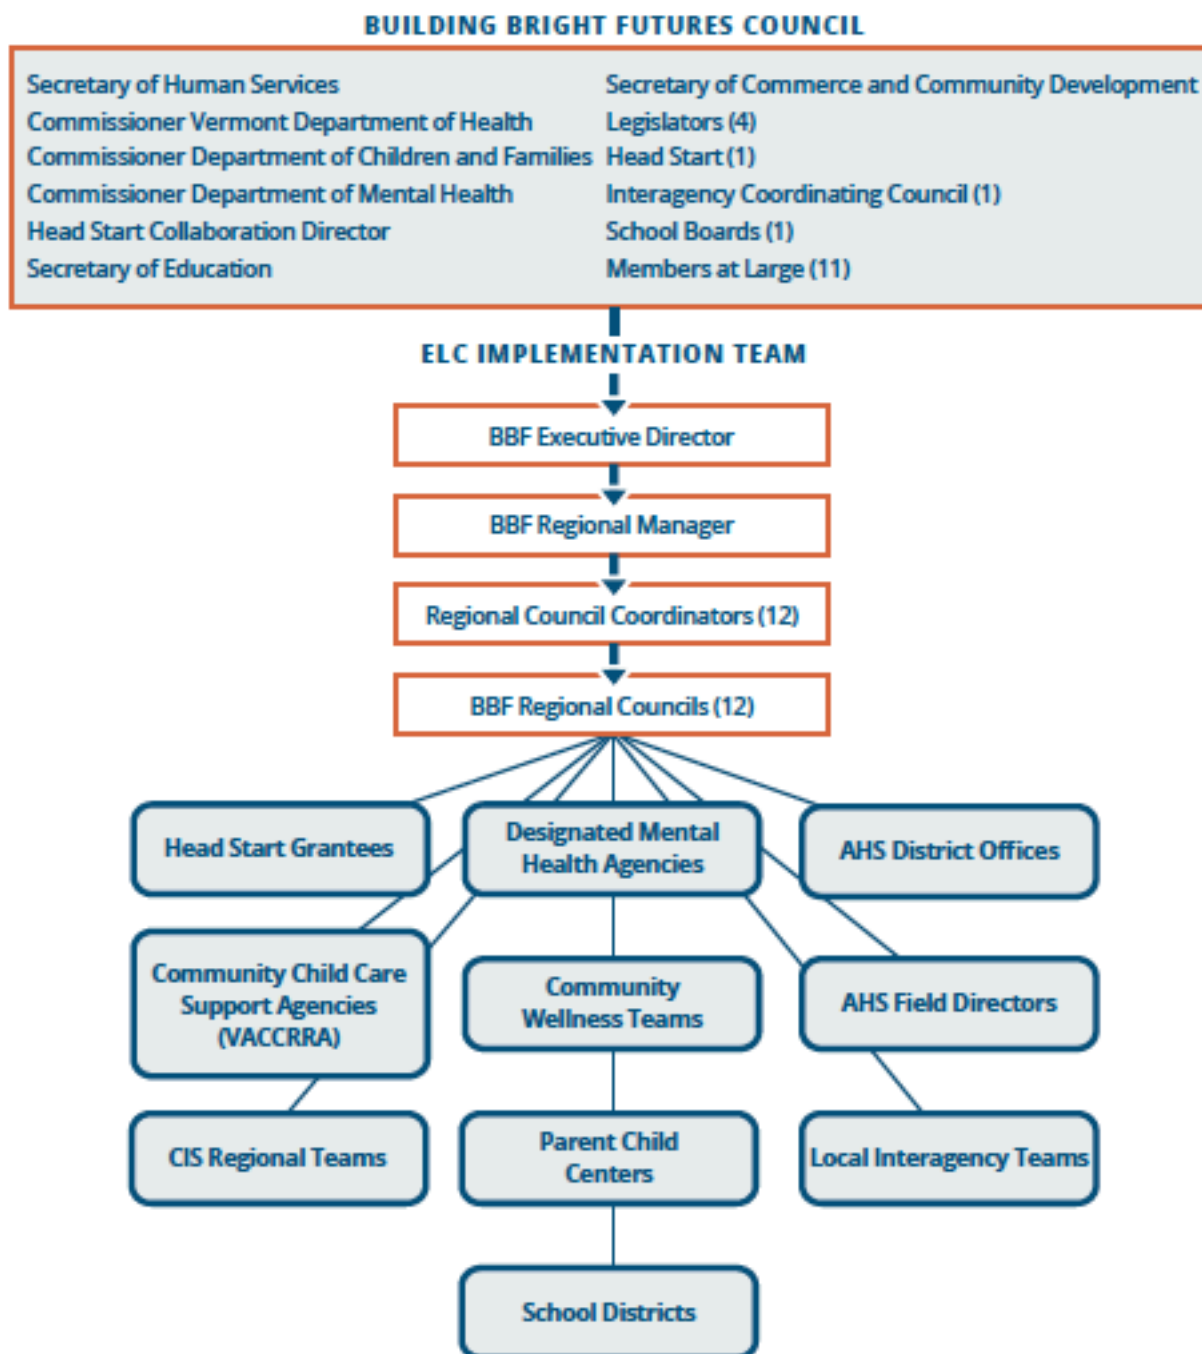 BUILDING BRIGHT FUTURES COUNCIL
Secretary of Human Services
Commissioner Vermont Department of Health
Commissioner Department of Children and Families
Commissioner Department of Mental Health
Head Start Collaboration Director
Secretary of Education
Secretary of Commerce and Community Development
Legislators (4)
Head Start (1)
Interagency Coordinating Council (1)
School Boards (1)
Members at Large (11)
ELC IMPLEMENTATION TEAM
BBF Executive Director
BBF Regional Manager
Regional Council Coordinators (12)
BBF Regional Councils (12)
Head Start Grantees
Designated Mental
Health Agencies
AHS District Offices
Community Child Care
Support Agencies
(VACCRRA)
Community
Wellness Teams
AHS Field Directors
CIS Regional Teams
Parent Child
Centers
Local Interagency Teams
School Districts